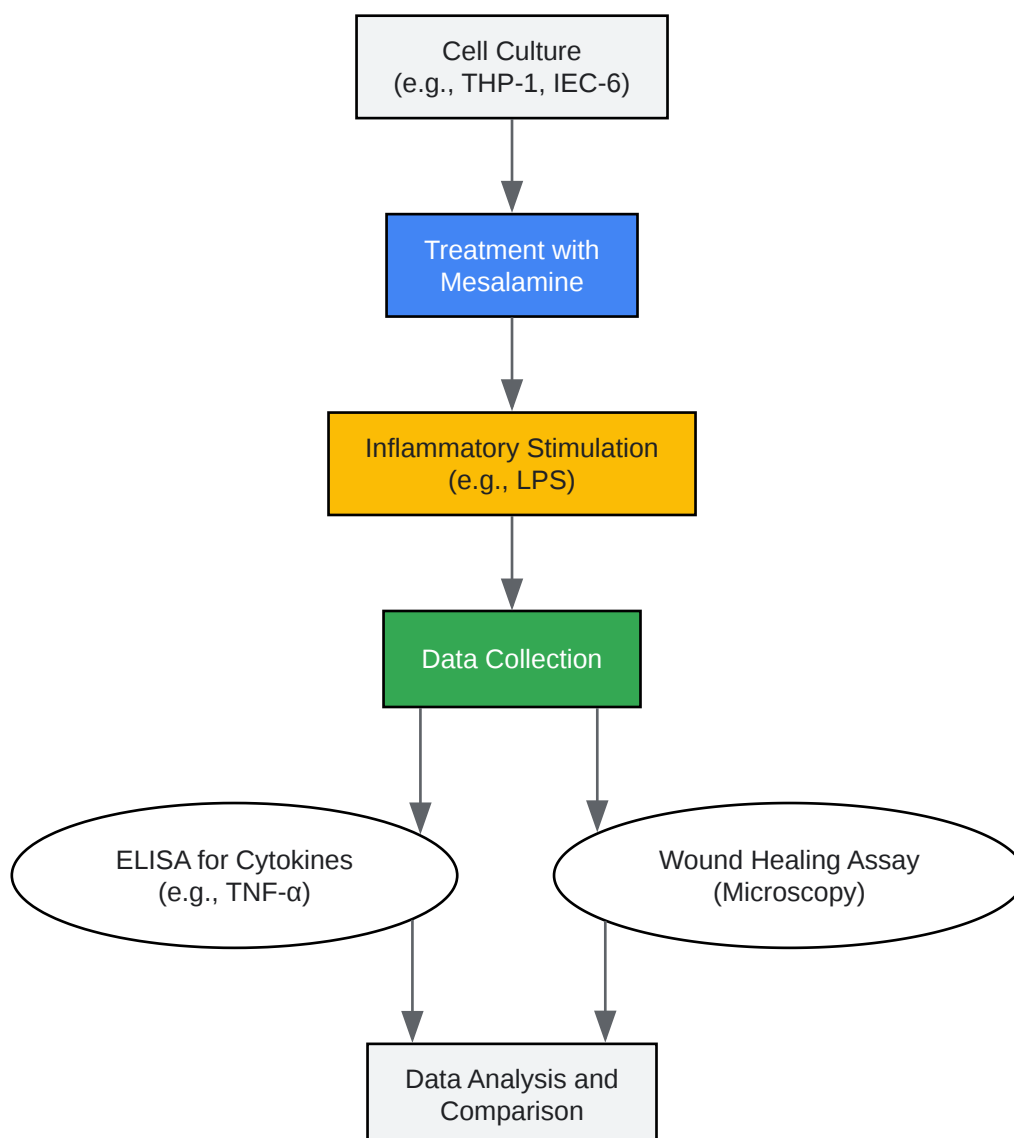 Cell Culture
(e.g., THP-1, IEC-6)
Treatment with
Mesalamine
Inflammatory Stimulation
(e.g., LPS)
Data Collection
ELISA for Cytokines
(e.g., TNF-α)
Wound Healing Assay
(Microscopy)
Data Analysis and
Comparison